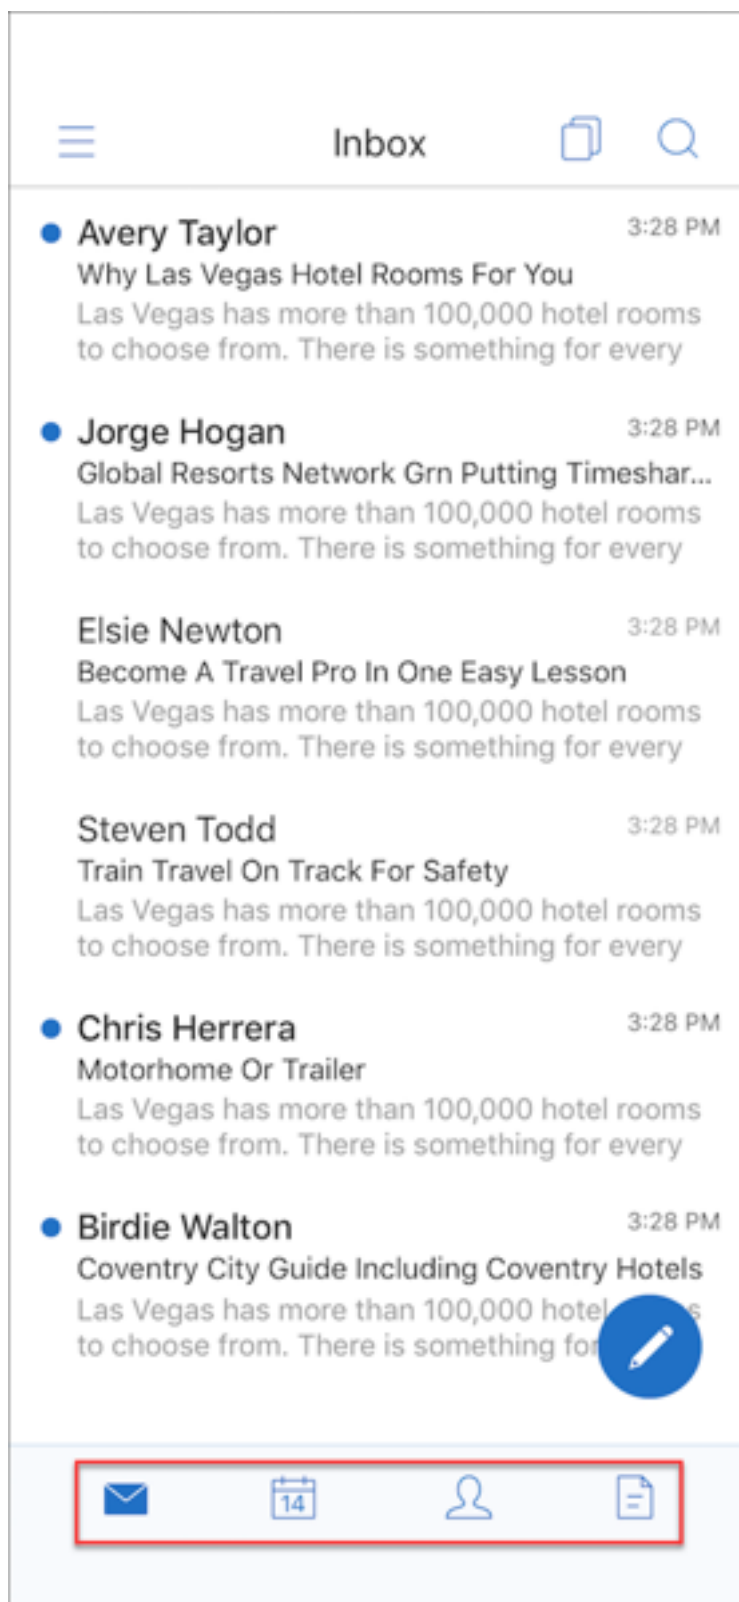 Inbox
Avery Taylor 3:28 PM
Why Las Vegas Hotel Rooms For You
Las Vegas has more than 100,000 hotel rooms
to choose from. There is something for every
Jorge Hogan 3:28 PM
Global Resorts Network Grn Putting Timeshar...
Las Vegas has more than 100,000 hotel rooms
to choose from. There is something for every
Elsie Newton 3:28 PM
Become A Travel Pro In One Easy Lesson
Las Vegas has more than 100,000 hotel rooms
to choose from. There is something for every
Steven Todd 3:28 PM
Train Travel On Track For Safety
Las Vegas has more than 100,000 hotel rooms
to choose from. There is something for every
Chris Herrera 3:28 PM
Motorhome Or Trailer
Las Vegas has more than 100,000 hotel rooms
to choose from. There is something for every
Birdie Walton 3:28 PM
Coventry City Guide Including Coventry Hotels
Las Vegas has more than 100,000 hotel
to choose from. There is something for
14